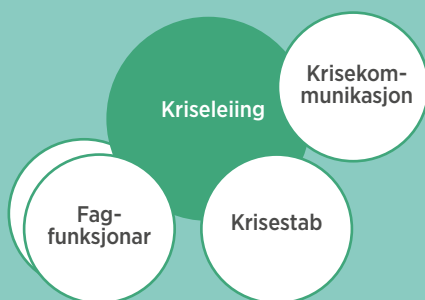 Krisekom-
munikasjon
Kriseleiing
Fag-
funksjonar
Krisestab